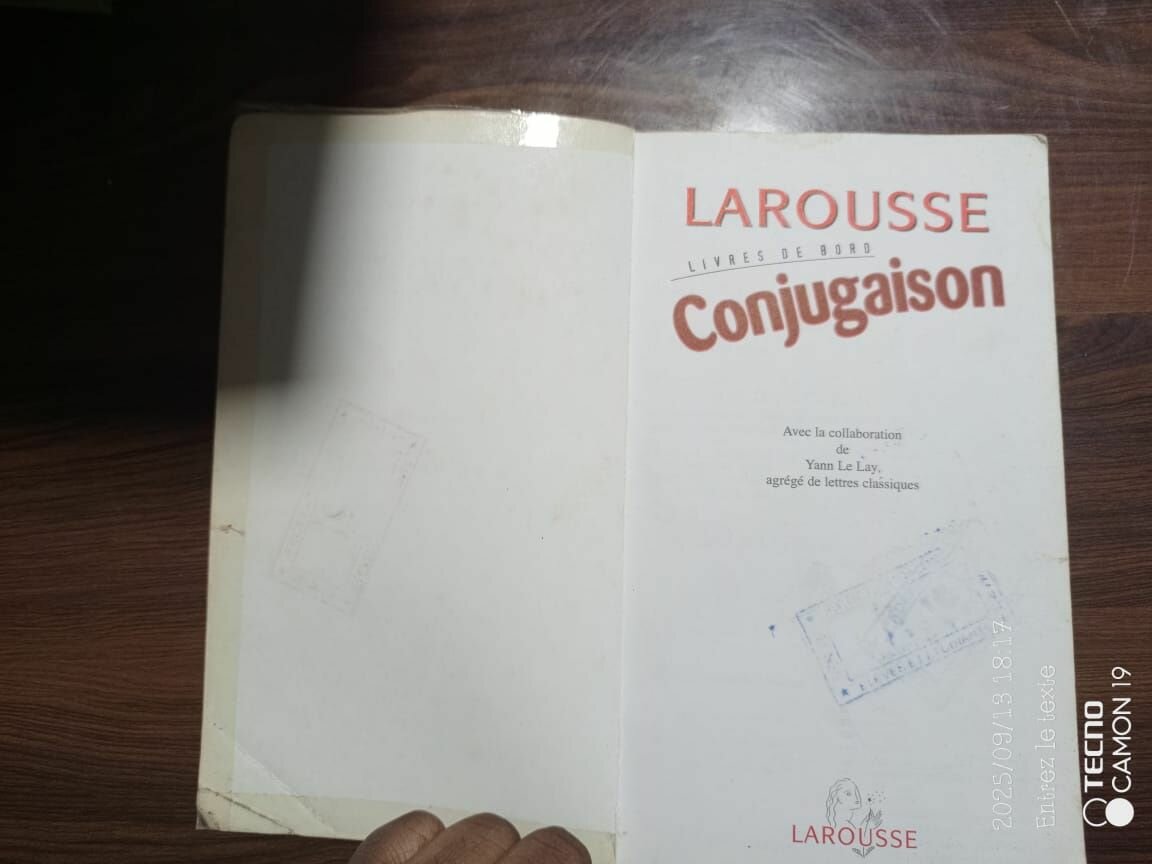 LAROUSSE
LIVRES DE BORD
Conjugaison
Avec la collaboration
de
Yann Le Lay,
agrégé de lettres classiques
LAROUSSE
2025/09/13 18:17
Entrez le texte
TECNO
CAMON 19